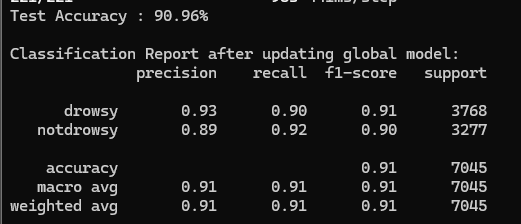 Test Accuracy : 90.96%
Classification Report after updating global model:
precision recall f1-score support
drowsy 0.93 0.90 0.91 3768
notdrowsy 0.89 0.92 0.90 3277
accuracy 0.91 7045
macro avg 0.91 0.91 0.91 7045
weighted avg 0.91 0.91 0.91 7045